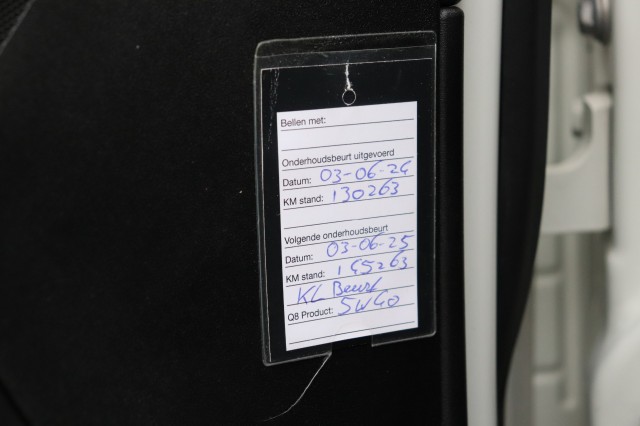 Bellen met:
Onderhoudsbeurt uitgevoerd
Datum: 03-06-24
KM stand: 130263
Volgende onderhoudsbeurt
Datum: 03-06-25
KM stand: 145263
KL Beurt
Q8 Product: 5W40